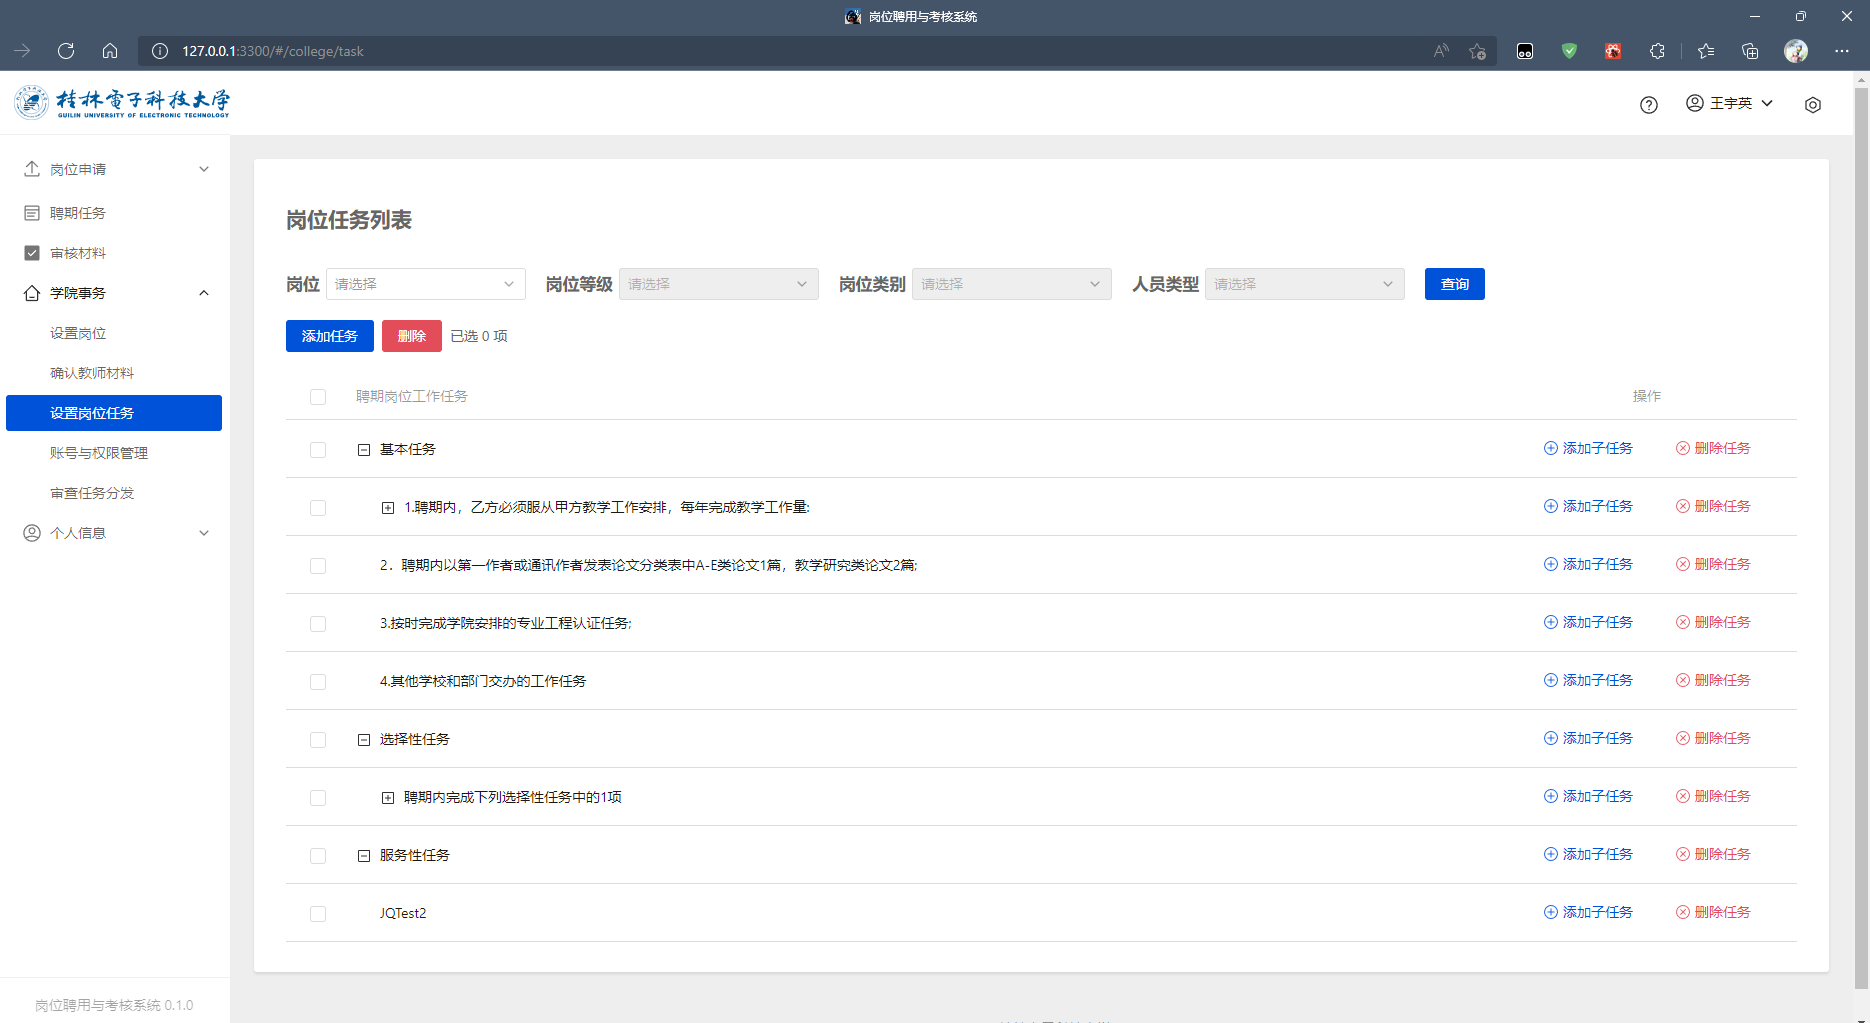 岗位聘用与考核系统
127.0.0.1:3300/#/college/task
桂林電子科技大学
GUILIN UNIVERSITY OF ELECTRONIC TECHNOLOGY
王宇英
岗位申请
聘期任务
审核材料
学院事务
设置岗位
确认教师材料
设置岗位任务
账号与权限管理
审查任务分发
个人信息
岗位聘用与考核系统 0.1.0
岗位任务列表
岗位 请选择 岗位等级 请选择 岗位类别 请选择 人员类型 请选择 查询
添加任务 删除 已选 0 项
聘期岗位工作任务 操作
基本任务 添加子任务 删除任务
1.聘期内，乙方必须服从甲方教学工作安排，每年完成教学工作量: 添加子任务 删除任务
2．聘期内以第一作者或通讯作者发表论文分类表中A-E类论文1篇，教学研究类论文2篇; 添加子任务 删除任务
3.按时完成学院安排的专业工程认证任务; 添加子任务 删除任务
4.其他学校和部门交办的工作任务 添加子任务 删除任务
选择性任务 添加子任务 删除任务
聘期内完成下列选择性任务中的1项 添加子任务 删除任务
服务性任务 添加子任务 删除任务
JQTest2 添加子任务 删除任务